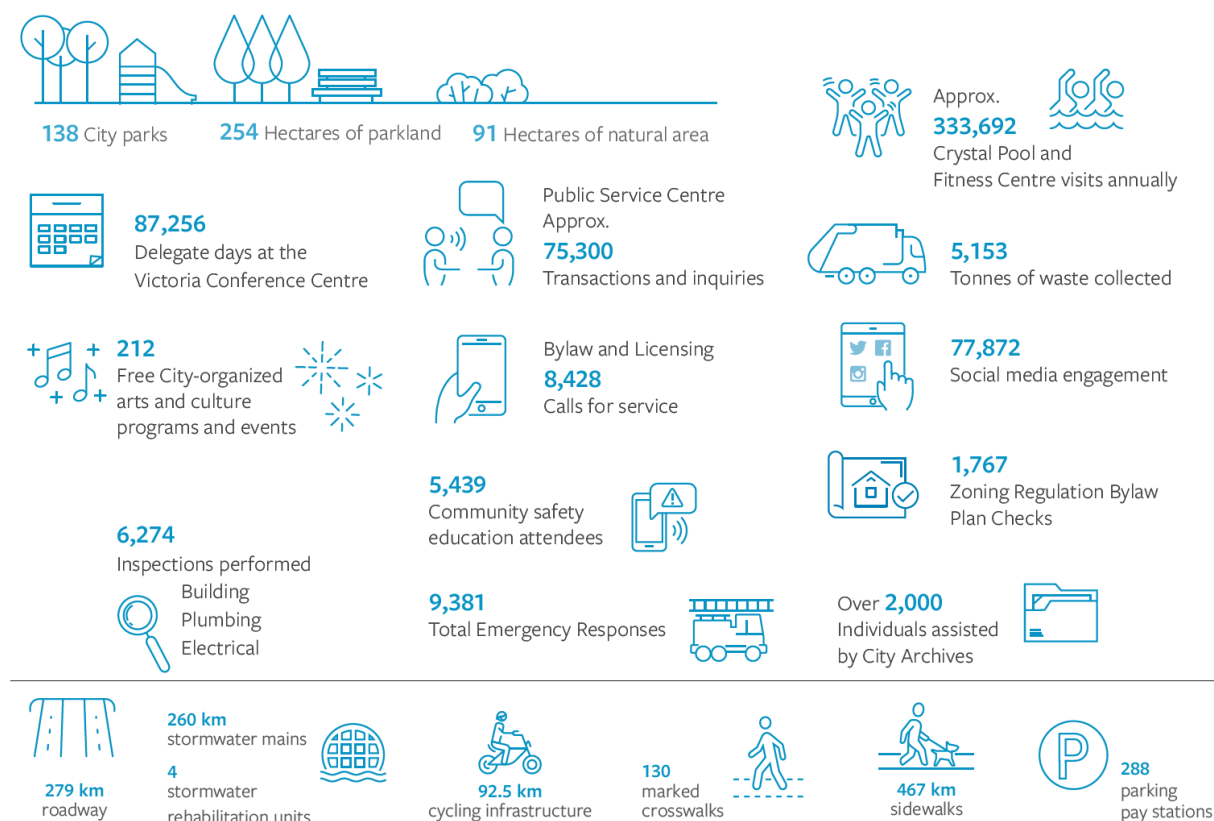 138 City parks
254 Hectares of parkland
91 Hectares of natural area
Approx.
333,692
Crystal Pool and
Fitness Centre visits annually
87,256
Delegate days at the
Victoria Conference Centre
Public Service Centre
Approx.
75,300
Transactions and inquiries
5,153
Tonnes of waste collected
212
Free City-organized
arts and culture
programs and events
Bylaw and Licensing
8,428
Calls for service
77,872
Social media engagement
5,439
Community safety
education attendees
1,767
Zoning Regulation Bylaw
Plan Checks
6,274
Inspections performed
Building
Plumbing
Electrical
9,381
Total Emergency Responses
Over 2,000
Individuals assisted
by City Archives
279 km
roadway
260 km
stormwater mains
4
stormwater
rehabilitation units
92.5 km
cycling infrastructure
130
marked
crosswalks
467 km
sidewalks
P
288
parking
pay stations